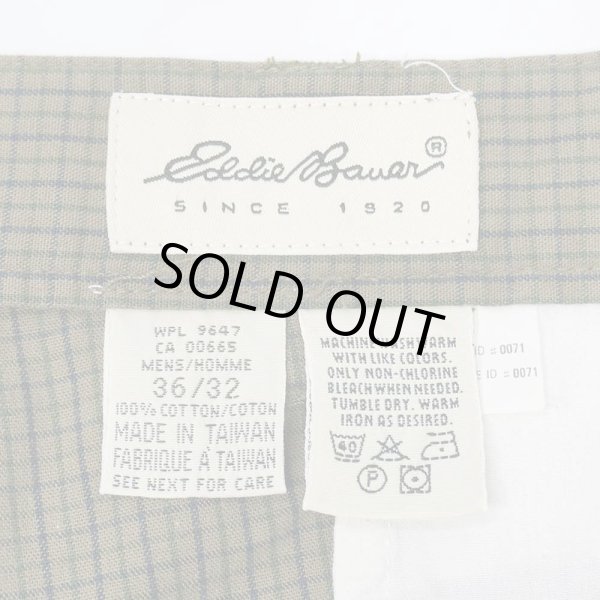 Eddie Bauer®
SINCE 1920
SOLD OUT
WPL 9647
CA 00665
MENS/HOMME
36/32
100% COTTON/COTON
MADE IN TAIWAN
FABRIQUE À TAIWAN
SEE NEXT FOR CARE
MACHINE WASH WARM
WITH LIKE COLORS.
ONLY NON-CHLORINE
BLEACH WHEN NEEDED.
TUMBLE DRY. WARM
IRON AS DESIRED.
40
P
ID = 0071
ID = 0071